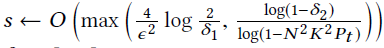 s ← O(max(4/ϵ² log 2/δ₁, log(1−δ₂)/log(1−N²K²Pₜ)))